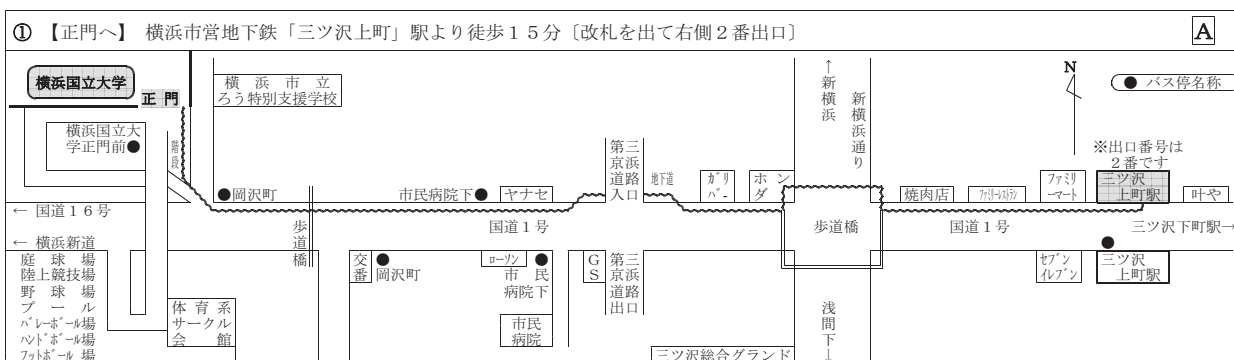 ① 【正門へ】 横浜市営地下鉄「三ツ沢上町」駅より徒歩15分〔改札を出て右側2番出口〕
A
横浜国立大学
正門
横浜市立
ろう特別支援学校
横浜国立大
学正門前●
階段
●岡沢町
市民病院下●
ヤナセ
第三
京浜
道路
入口
地下道
ガリ
バー
ホン
ダ
↑新横浜
新横浜通り
焼肉店
ファミリーレストラン
N
● バス停名称
※出口番号は
2番です
ファミリ
ーマート
三ツ沢
上町駅
叶や
← 国道16号
歩道橋
国道1号
歩道橋
国道1号
三ツ沢下町駅→
← 横浜新道
庭球場
陸上競技場
野球場
プール
バレーボール場
ハンドボール場
フットボール場
体育系
サークル
会館
交番
●
岡沢町
ローソン
●
市民
病院下
市民
病院
GS
第三
京浜
道路
出口
三ツ沢総合グランド
浅間下↓
セブン
イレブン
●
三ツ沢
上町駅